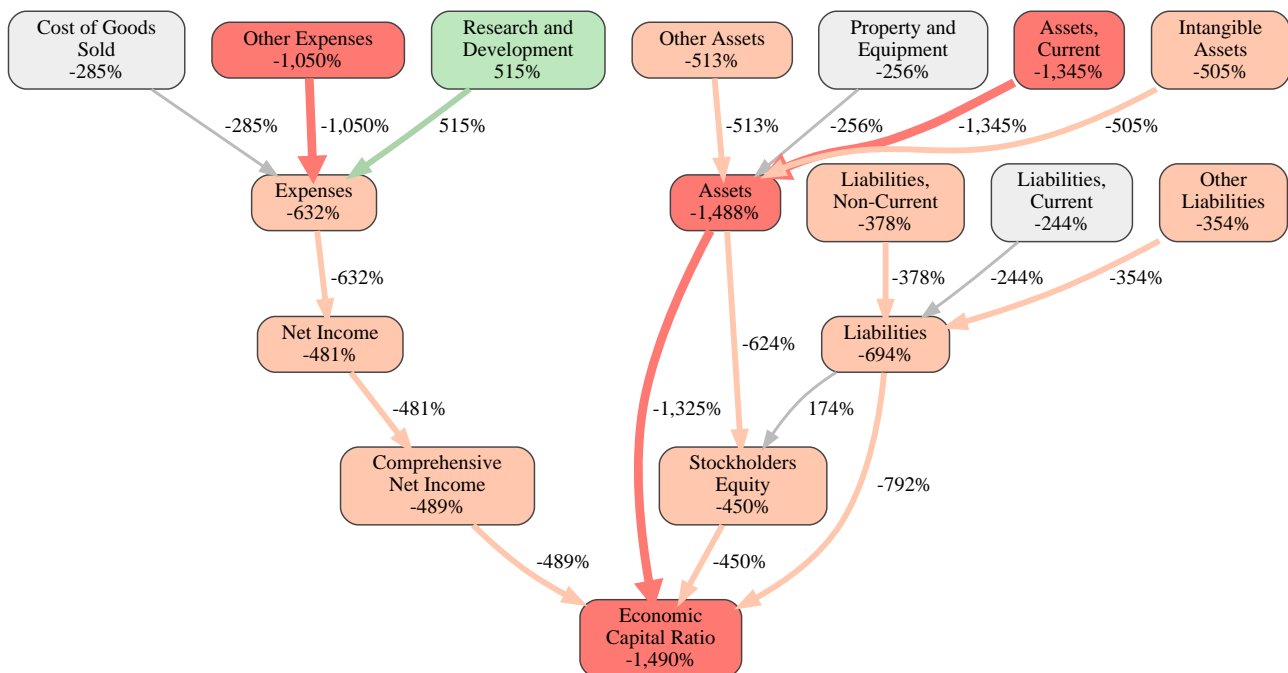 Cost of Goods
Sold
-285%
Other Expenses
-1,050%
Research and
Development
515%
Other Assets
-513%
Property and
Equipment
-256%
Assets,
Current
-1,345%
Intangible
Assets
-505%
-285%
-1,050%
515%
-513%
-256%
-1,345%
-505%
Expenses
-632%
Assets
-1,488%
Liabilities,
Non-Current
-378%
Liabilities,
Current
-244%
Other
Liabilities
-354%
-632%
-378%
-244%
-354%
Net Income
-481%
-624%
Liabilities
-694%
-481%
-1,325%
174%
Comprehensive
Net Income
-489%
Stockholders
Equity
-450%
-792%
-489%
-450%
Economic
Capital Ratio
-1,490%